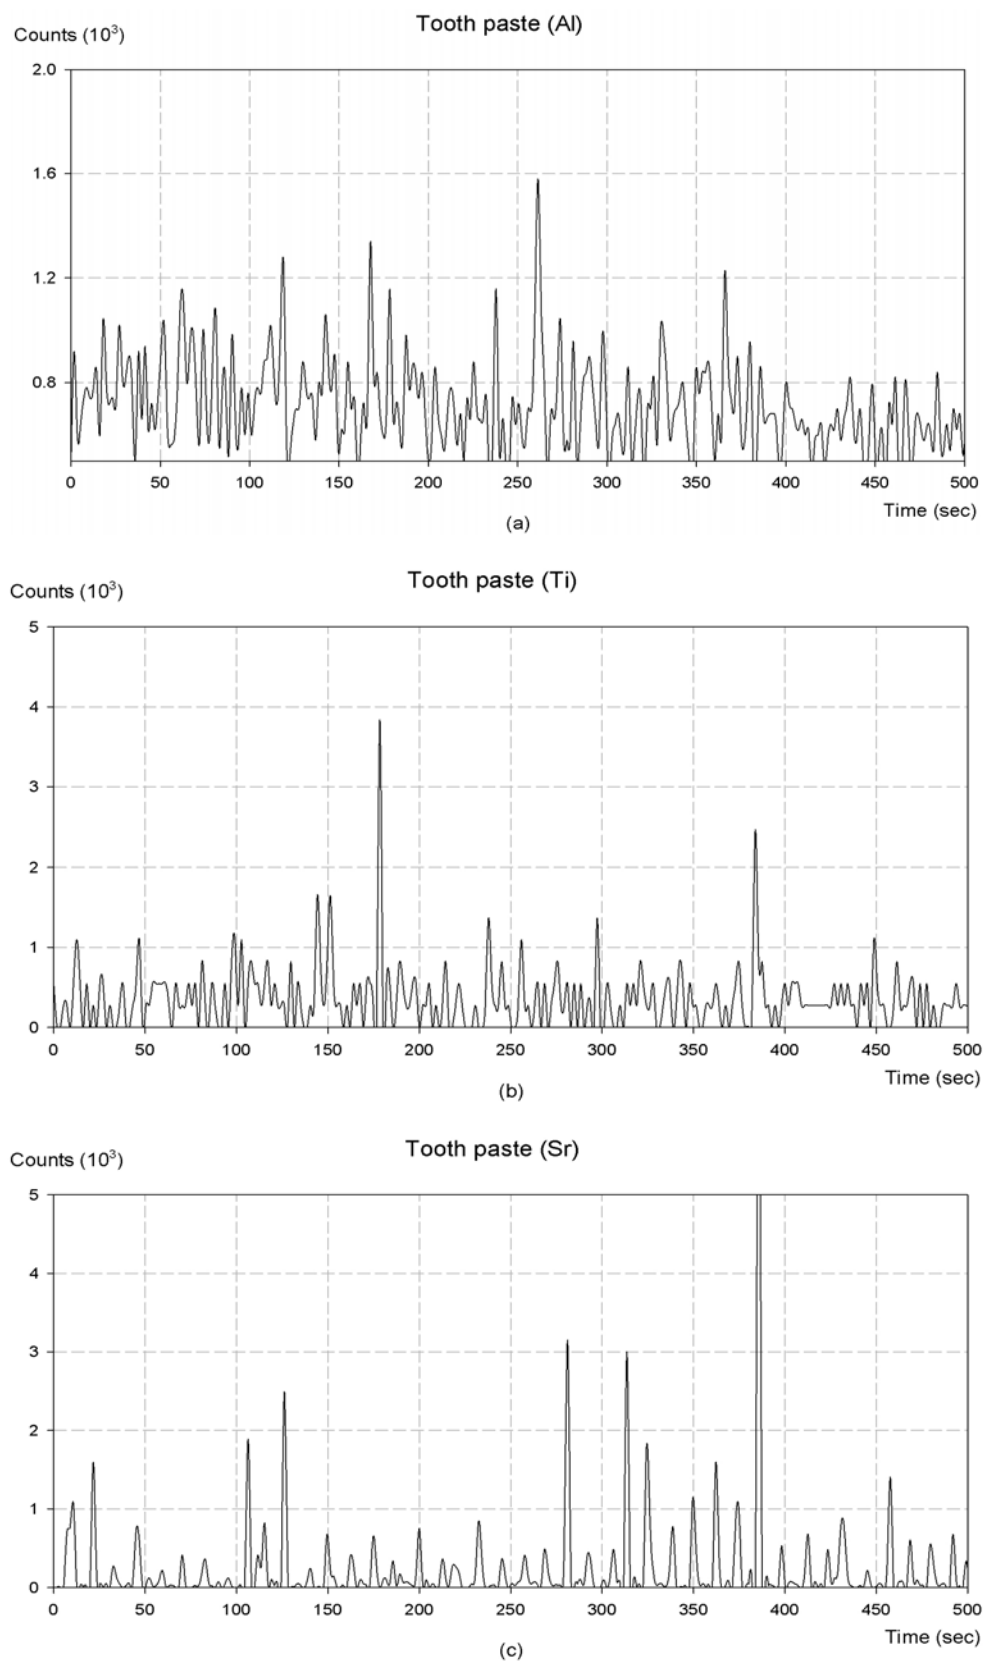 Tooth paste (Al)
Counts (10³)
2.0
1.6
1.2
0.8
0 50 100 150 200 250 300 350 400 450 500
Time (sec)
(a)
Tooth paste (Ti)
Counts (10³)
5
4
3
2
1
0
0 50 100 150 200 250 300 350 400 450 500
Time (sec)
(b)
Tooth paste (Sr)
Counts (10³)
5
4
3
2
1
0
0 50 100 150 200 250 300 350 400 450 500
Time (sec)
(c)